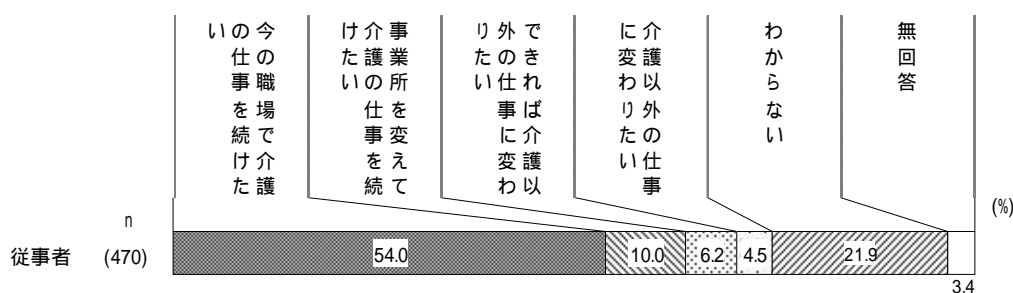 今の職場で介護
の仕事を続けた
い
事業所を変えて
介護の仕事を続
けたい
できれば介護以
外の仕事に変わ
りたい
介護以外の仕事
に変わりたい
わからない
無回答
(%)
n
従事者 (470)
54.0 10.0 6.2 4.5 21.9
3.4